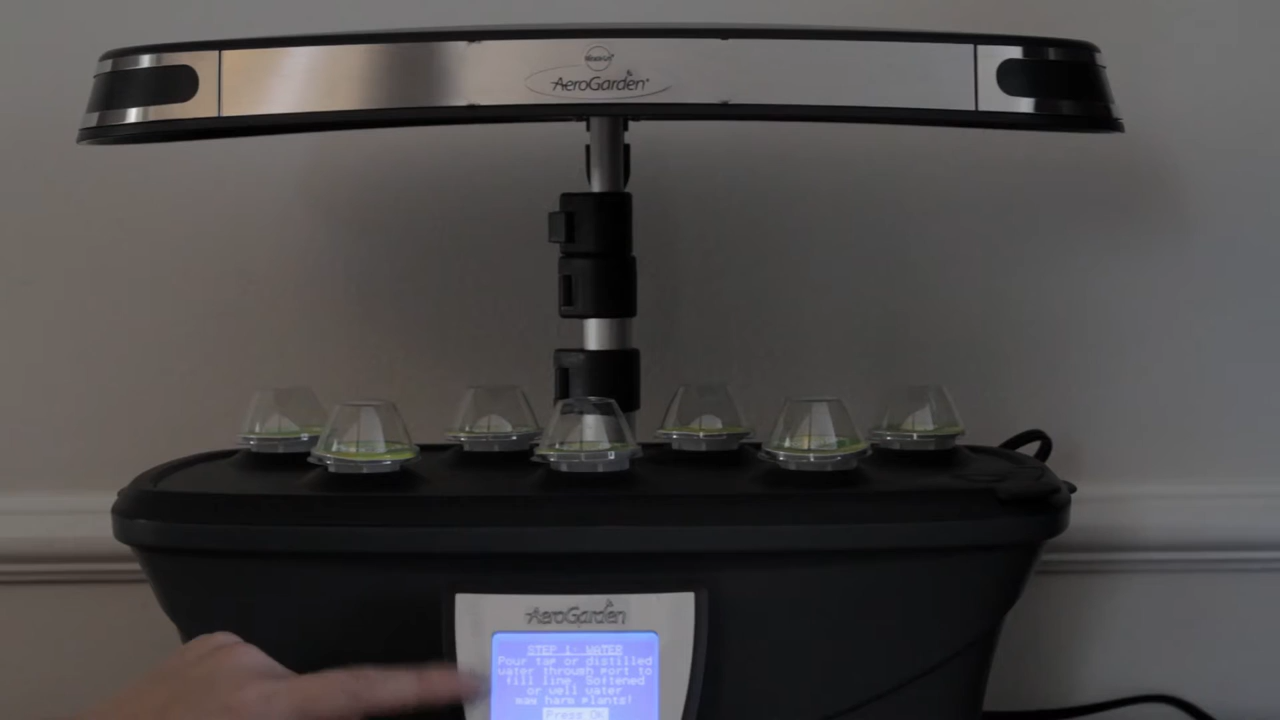 AeroGarden
AeroGarden
STEP 1: WATER
Pour tap or distilled
water through port to
fill line. Softened
or well water
may harm plants!
Press Ok